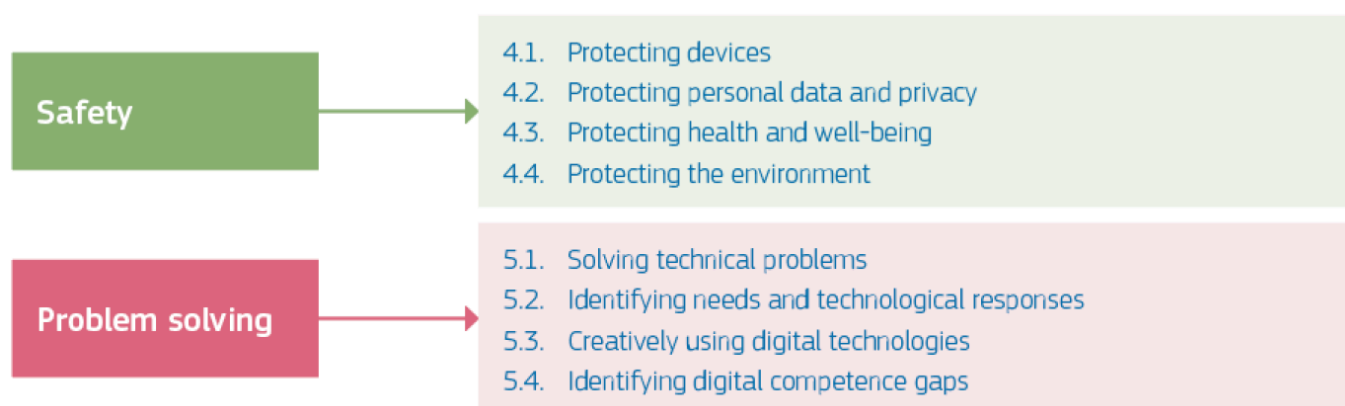 Safety
4.1. Protecting devices
4.2. Protecting personal data and privacy
4.3. Protecting health and well-being
4.4. Protecting the environment
Problem solving
5.1. Solving technical problems
5.2. Identifying needs and technological responses
5.3. Creatively using digital technologies
5.4. Identifying digital competence gaps